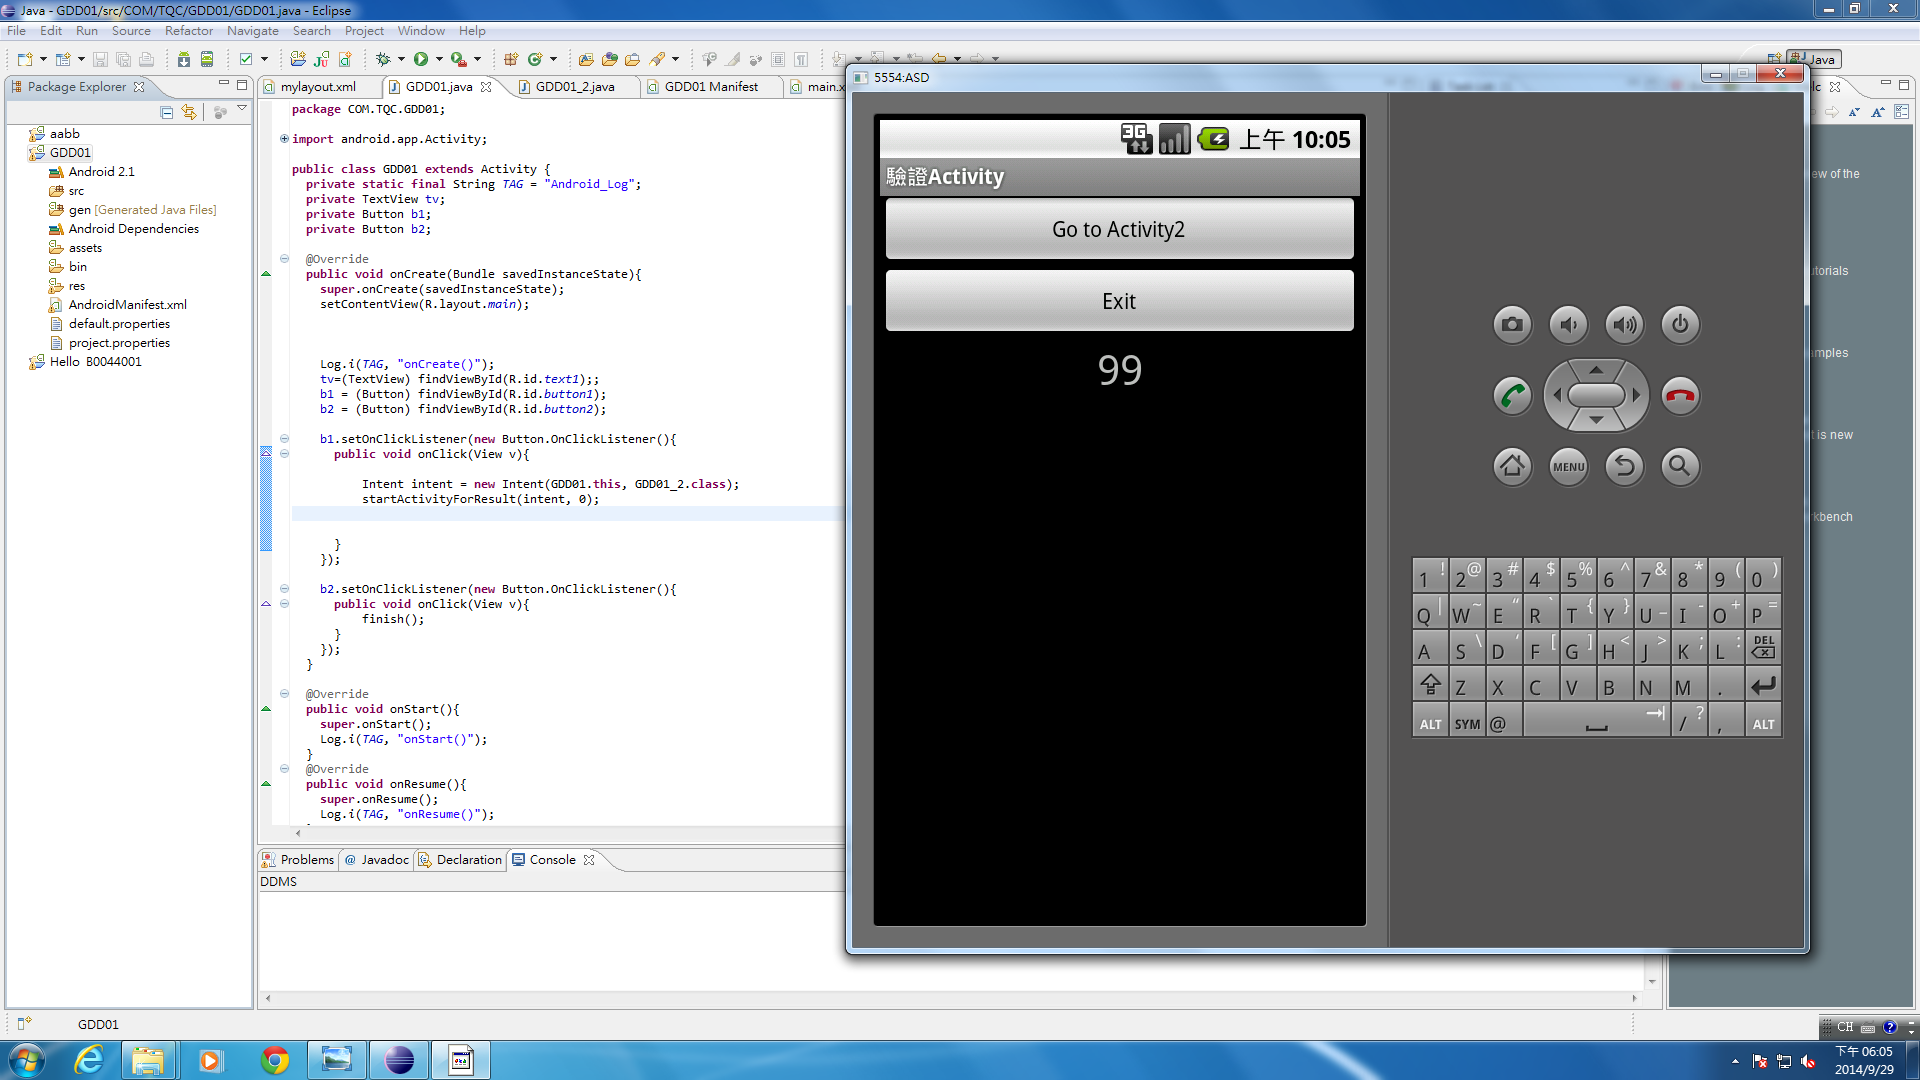 Java - GDD01/src/COM/TQC/GDD01/GDD01.java - Eclipse
File Edit Run Source Refactor Navigate Search Project Window Help
Java
Package Explorer
aabb
GDD01
Android 2.1
src
gen [Generated Java Files]
Android Dependencies
assets
bin
res
AndroidManifest.xml
default.properties
project.properties
Hello B0044001
mylayout.xml GDD01.java GDD01_2.java GDD01 Manifest main.x
package COM.TQC.GDD01;
import android.app.Activity;
public class GDD01 extends Activity {
private static final String TAG = "Android_Log";
private TextView tv;
private Button b1;
private Button b2;
@Override
public void onCreate(Bundle savedInstanceState){
super.onCreate(savedInstanceState);
setContentView(R.layout.main);
Log.i(TAG, "onCreate()");
tv=(TextView) findViewById(R.id.text1);;
b1 = (Button) findViewById(R.id.button1);
b2 = (Button) findViewById(R.id.button2);
b1.setOnClickListener(new Button.OnClickListener(){
public void onClick(View v){
Intent intent = new Intent(GDD01.this, GDD01_2.class);
startActivityForResult(intent, 0);
}
});
b2.setOnClickListener(new Button.OnClickListener(){
public void onClick(View v){
finish();
}
});
}
@Override
public void onStart(){
super.onStart();
Log.i(TAG, "onStart()");
}
@Override
public void onResume(){
super.onResume();
Log.i(TAG, "onResume()");
Problems @ Javadoc Declaration Console
DDMS
5554:ASD
3G 上午 10:05
驗證Activity
Go to Activity2
Exit
99
MENU
1 ! 2 @ 3 # 4 $ 5 % 6 ^ 7 & 8 * 9 ( 0 )
Q | W ~ E “ R ` T { Y } U _ I - O + P =
A S \ D ‘ F [ G ] H < J > K ; L : DEL
Z X C V B N M .
ALT SYM @ / ? , ALT
lc
ew of the
utorials
amples
t is new
rkbench
GDD01
CH
下午 06:05
2014/9/29